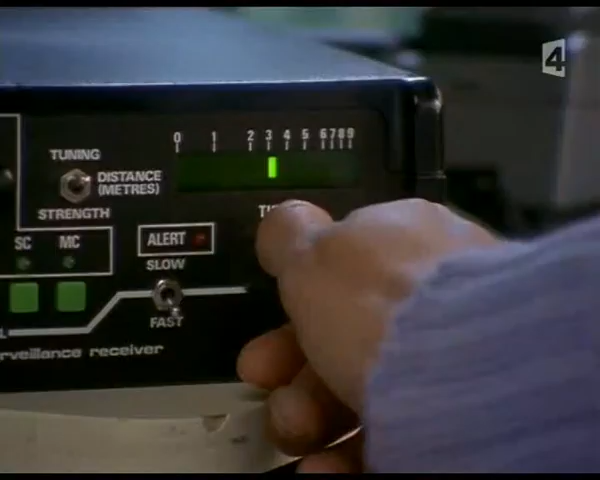 4
0 1 2 3 4 5 6 7 8 9
TUNING
DISTANCE
(METRES)
STRENGTH
SC MC
ALERT
SLOW
FAST
receiver